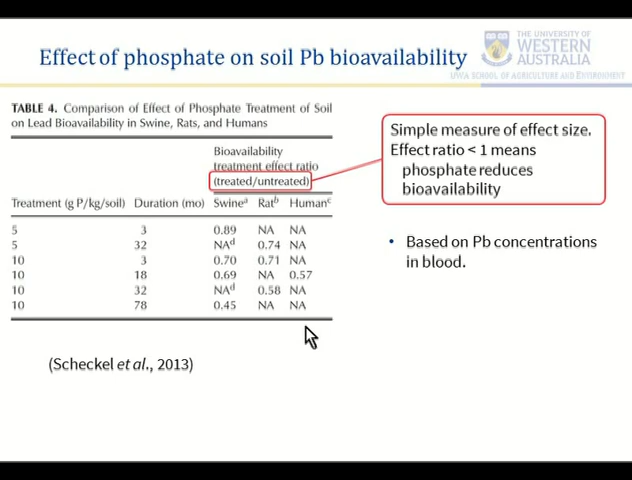 Effect of phosphate on soil Pb bioavailability
THE UNIVERSITY OF
WESTERN
AUSTRALIA
UWA SCHOOL OF AGRICULTURE AND ENVIRONMENT
TABLE 4. Comparison of Effect of Phosphate Treatment of Soil
on Lead Bioavailability in Swine, Rats, and Humans
Bioavailability
treatment effect ratio
(treated/untreated)
Treatment (g P/kg/soil) Duration (mo) Swineᵃ Ratᵇ Humanᶜ
5 3 0.89 NA NA
5 32 NAᵈ 0.74 NA
10 3 0.70 0.71 NA
10 18 0.69 NA 0.57
10 32 NAᵈ 0.58 NA
10 78 0.45 NA NA
(Scheckel et al., 2013)
Simple measure of effect size.
Effect ratio < 1 means
phosphate reduces
bioavailability
• Based on Pb concentrations
in blood.